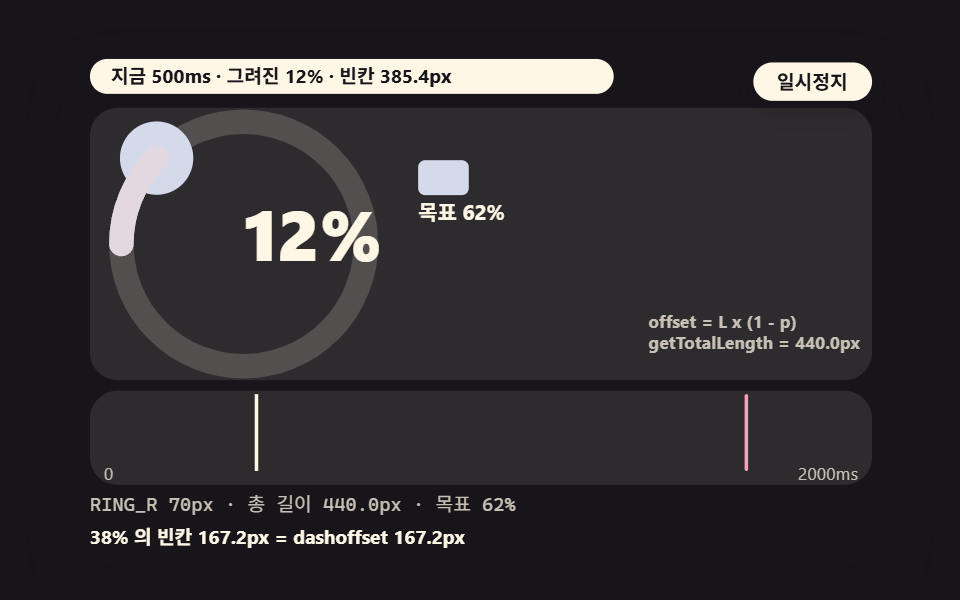 지금 500ms · 그려진 12% · 빈칸 385.4px
일시정지
12%
목표 62%
offset = L x (1 - p)
getTotalLength = 440.0px
0
2000ms
RING_R 70px · 총 길이 440.0px · 목표 62%
38% 의 빈칸 167.2px = dashoffset 167.2px